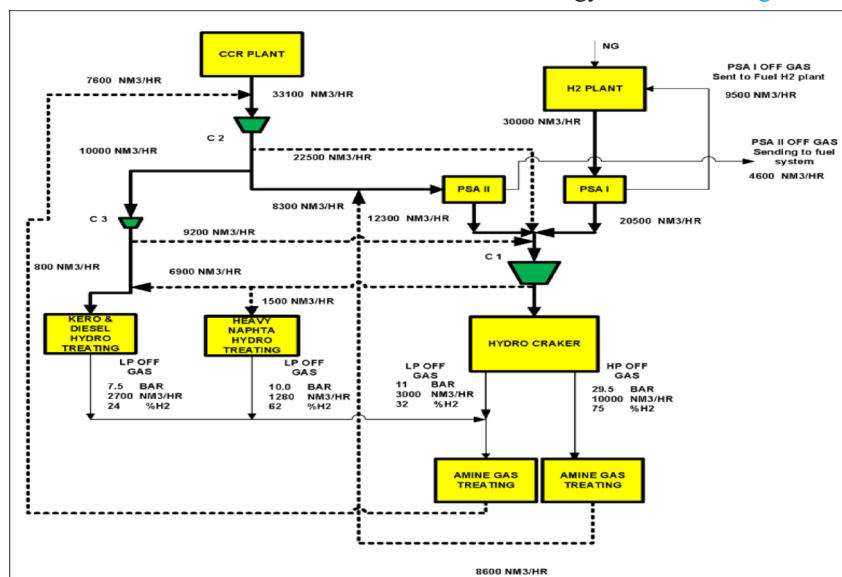 CCR PLANT
NG
PSA I OFF GAS
Sent to Fuel H2 plant
9500 NM3/HR
7600 NM3/HR
33100 NM3/HR
H2 PLANT
C 2
30000 NM3/HR
PSA II OFF GAS
Sending to fuel
system
4600 NM3/HR
10000 NM3/HR
22500 NM3/HR
PSA II
PSA I
8300 NM3/HR
12300 NM3/HR
20500 NM3/HR
C 3
9200 NM3/HR
C 1
800 NM3/HR
6900 NM3/HR
1500 NM3/HR
KERO &
DIESEL
HYDRO
TREATING
HEAVY
NAPHTA
HYDRO
TREATING
HYDRO CRAKER
LP OFF
GAS
7.5 BAR
2700 NM3/HR
24 %H2
LP OFF
GAS
10.0 BAR
1280 NM3/HR
62 %H2
LP OFF
GAS
11 BAR
3000 NM3/HR
32 %H2
HP OFF
GAS
29.5 BAR
10000 NM3/HR
75 %H2
AMINE GAS
TREATING
AMINE GAS
TREATING
8600 NM3/HR